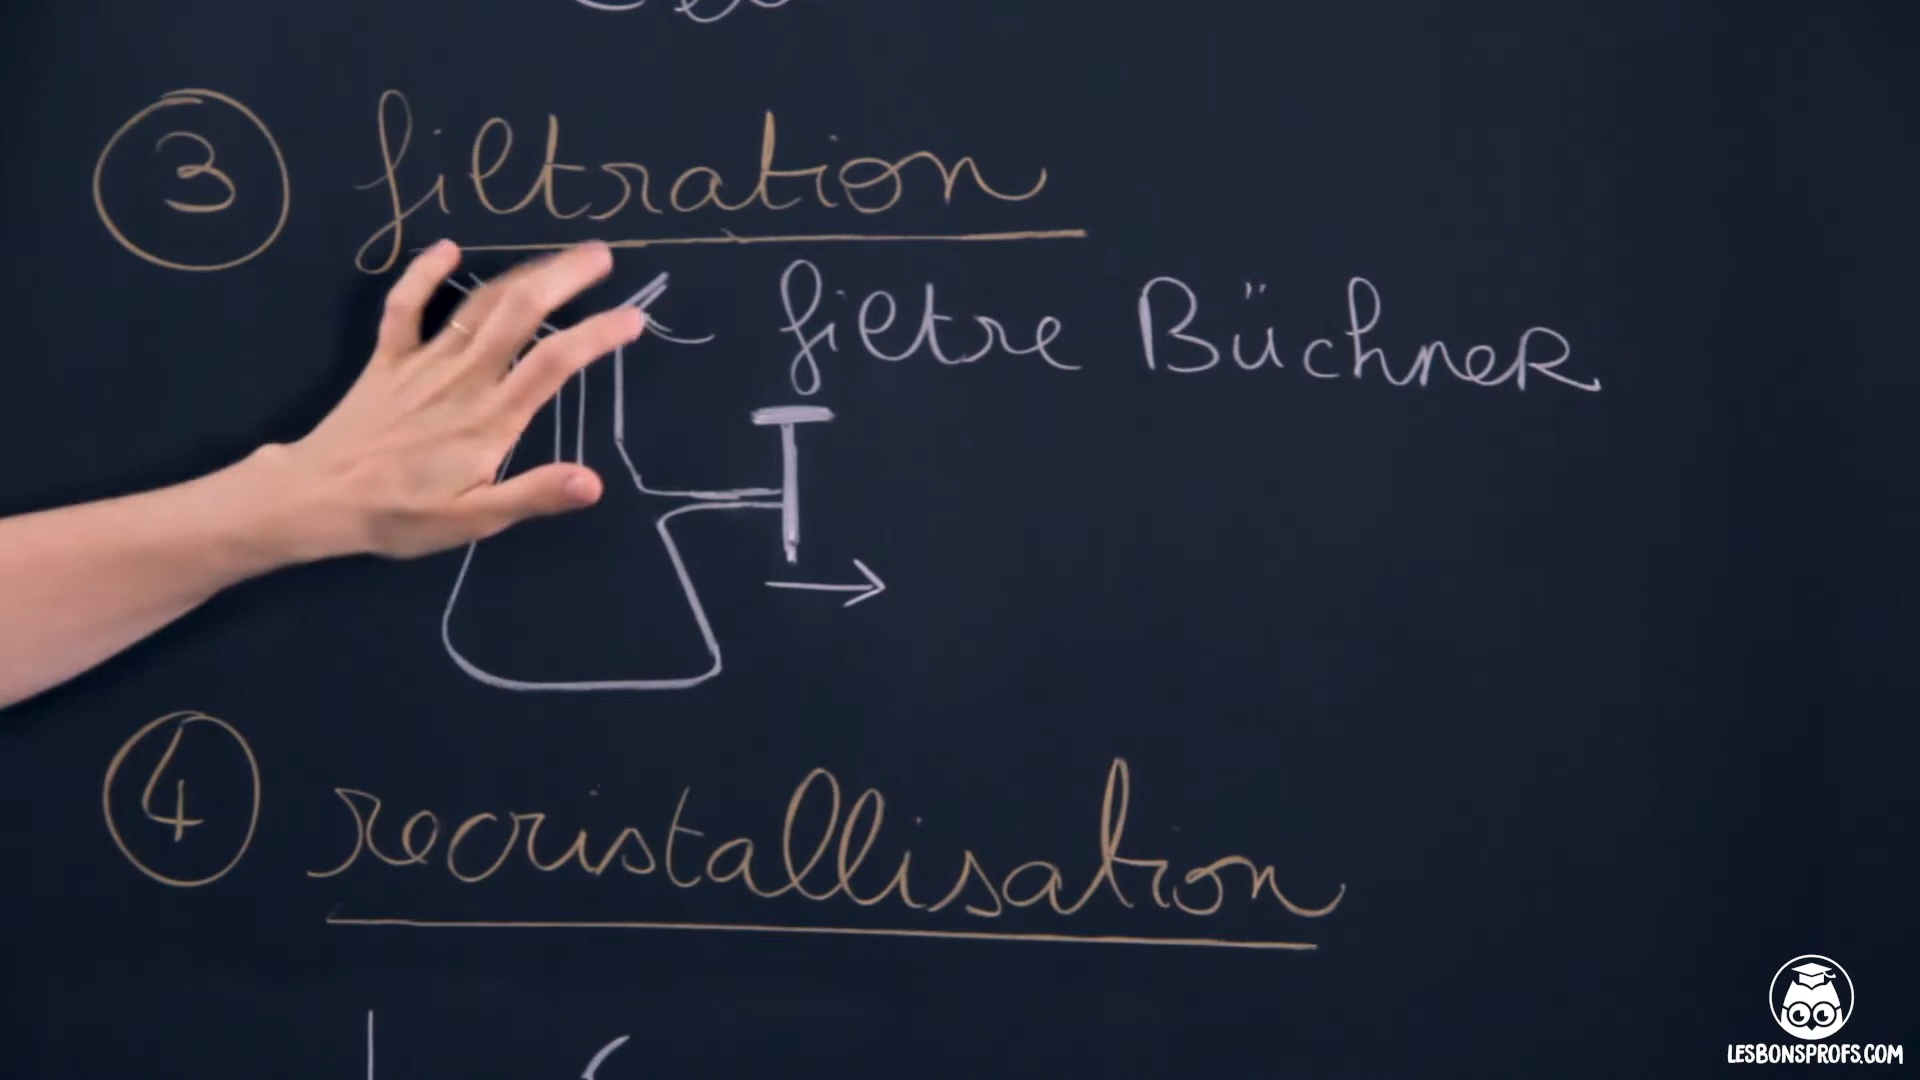 3 filtration
filtre Büchner
4 recristallisation
LESBONSPROFS.COM